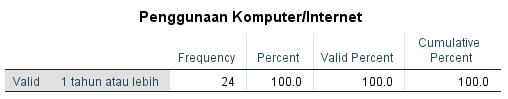 Penggunaan Komputer/Internet
Frequency Percent Valid Percent Cumulative Percent
Valid 1 tahun atau lebih 24 100.0 100.0 100.0